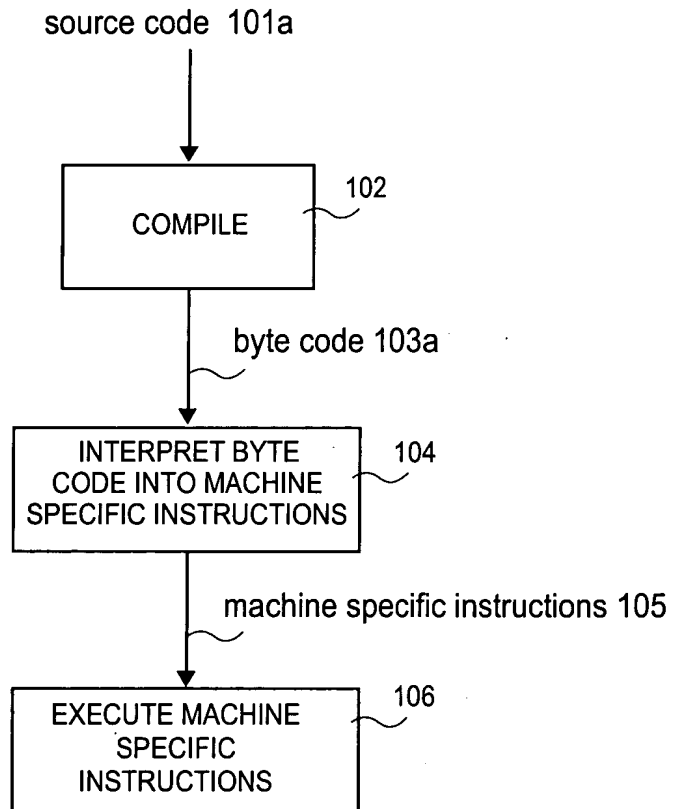 source code 101a
102
COMPILE
byte code 103a
INTERPRET BYTE
CODE INTO MACHINE
SPECIFIC INSTRUCTIONS
104
machine specific instructions 105
EXECUTE MACHINE
SPECIFIC
INSTRUCTIONS
106